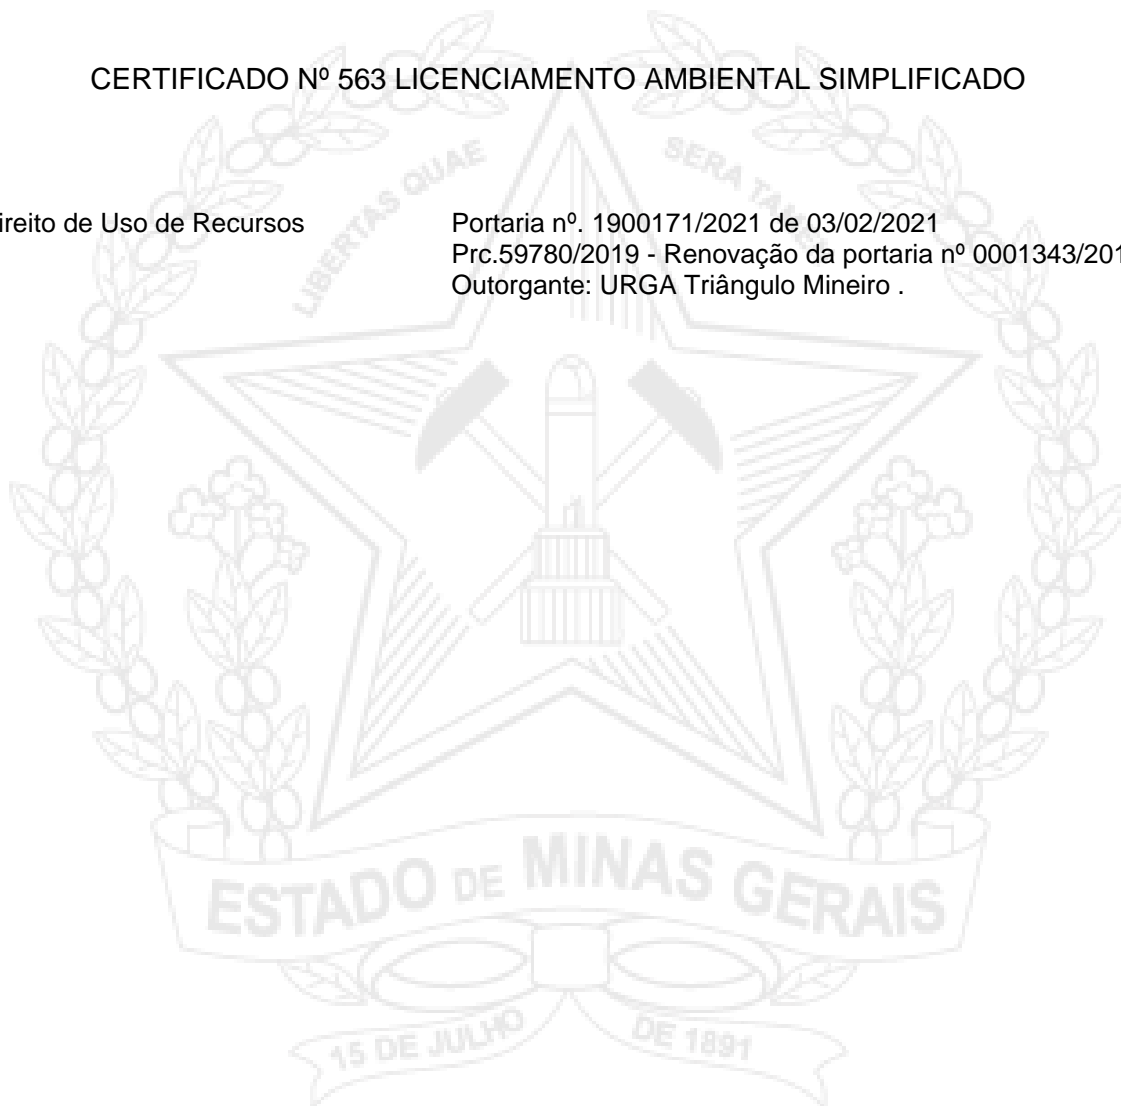 CERTIFICADO Nº 563 LICENCIAMENTO AMBIENTAL SIMPLIFICADO
LIBERTAS QUAE SERA TAMEN
ireito de Uso de Recursos
Portaria nº. 1900171/2021 de 03/02/2021
Prc.59780/2019 - Renovação da portaria nº 0001343/201
Outorgante: URGA Triângulo Mineiro .
ESTADO DE MINAS GERAIS
15 DE JULHO DE 1891